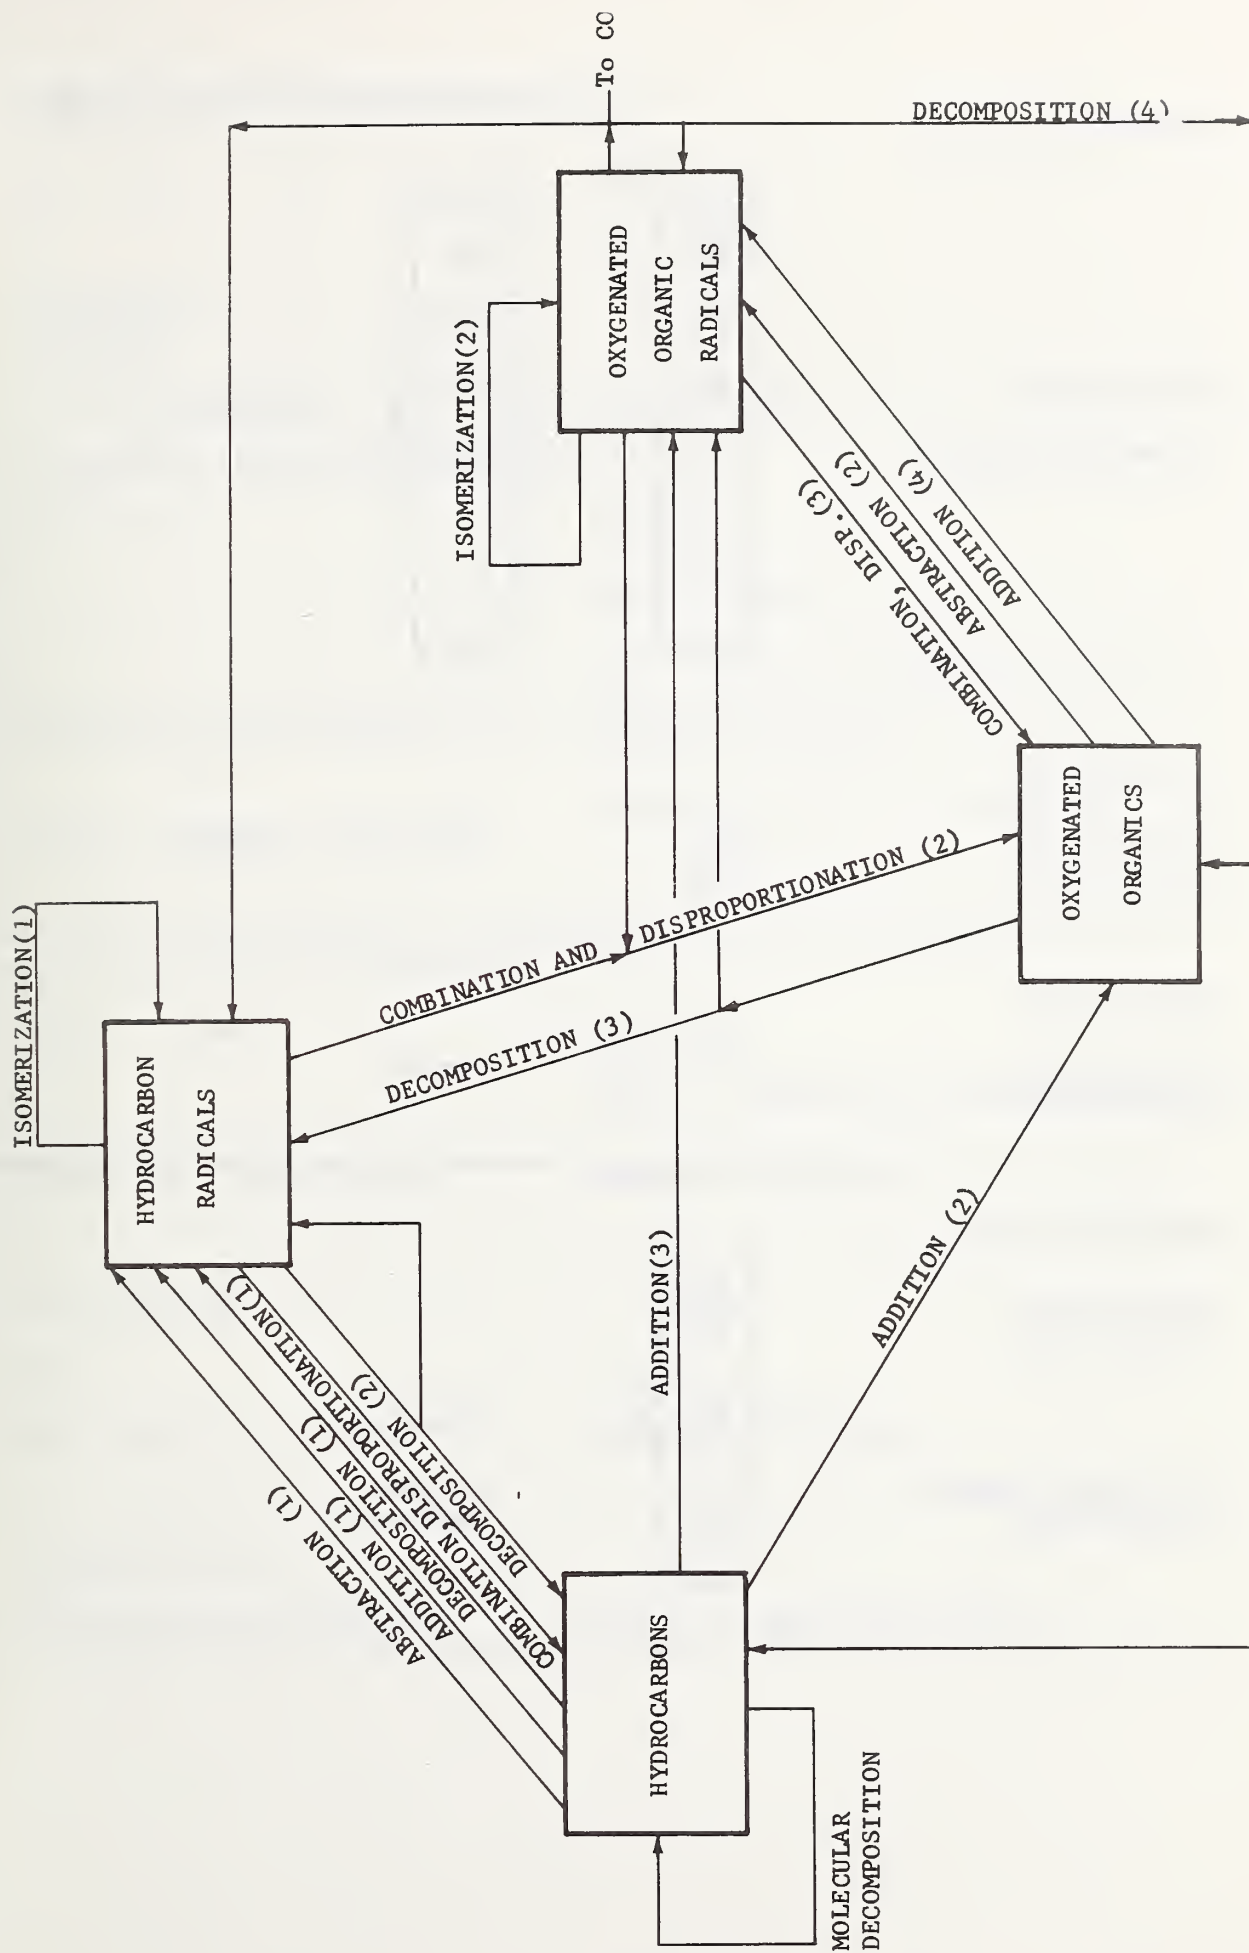 ISOMERIZATION(1)
HYDROCARBON
RADICALS
ABSTRACTION (1)
ADDITION (1)
DECOMPOSITION (1)
COMBINATION, DISPROPORTIONATION(1)
DECOMPOSITION (2)
COMBINATION AND DISPROPORTIONATION (2)
DECOMPOSITION (3)
To CO
DECOMPOSITION (4)
ISOMERIZATION(2)
OXYGENATED
ORGANIC
RADICALS
COMBINATION, DISP.(3)
ABSTRACTION (2)
ADDITION (4)
HYDROCARBONS
MOLECULAR
DECOMPOSITION
ADDITION(3)
ADDITION (2)
OXYGENATED
ORGANICS